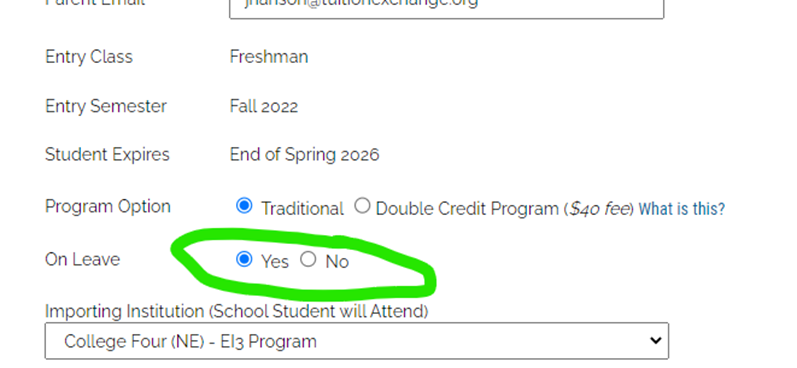 Parent Email jhanson@tuitionexchange.org
Entry Class Freshman
Entry Semester Fall 2022
Student Expires End of Spring 2026
Program Option Traditional Double Credit Program ($40 fee) What is this?
On Leave Yes No
Importing Institution (School Student will Attend)
College Four (NE) - EI3 Program